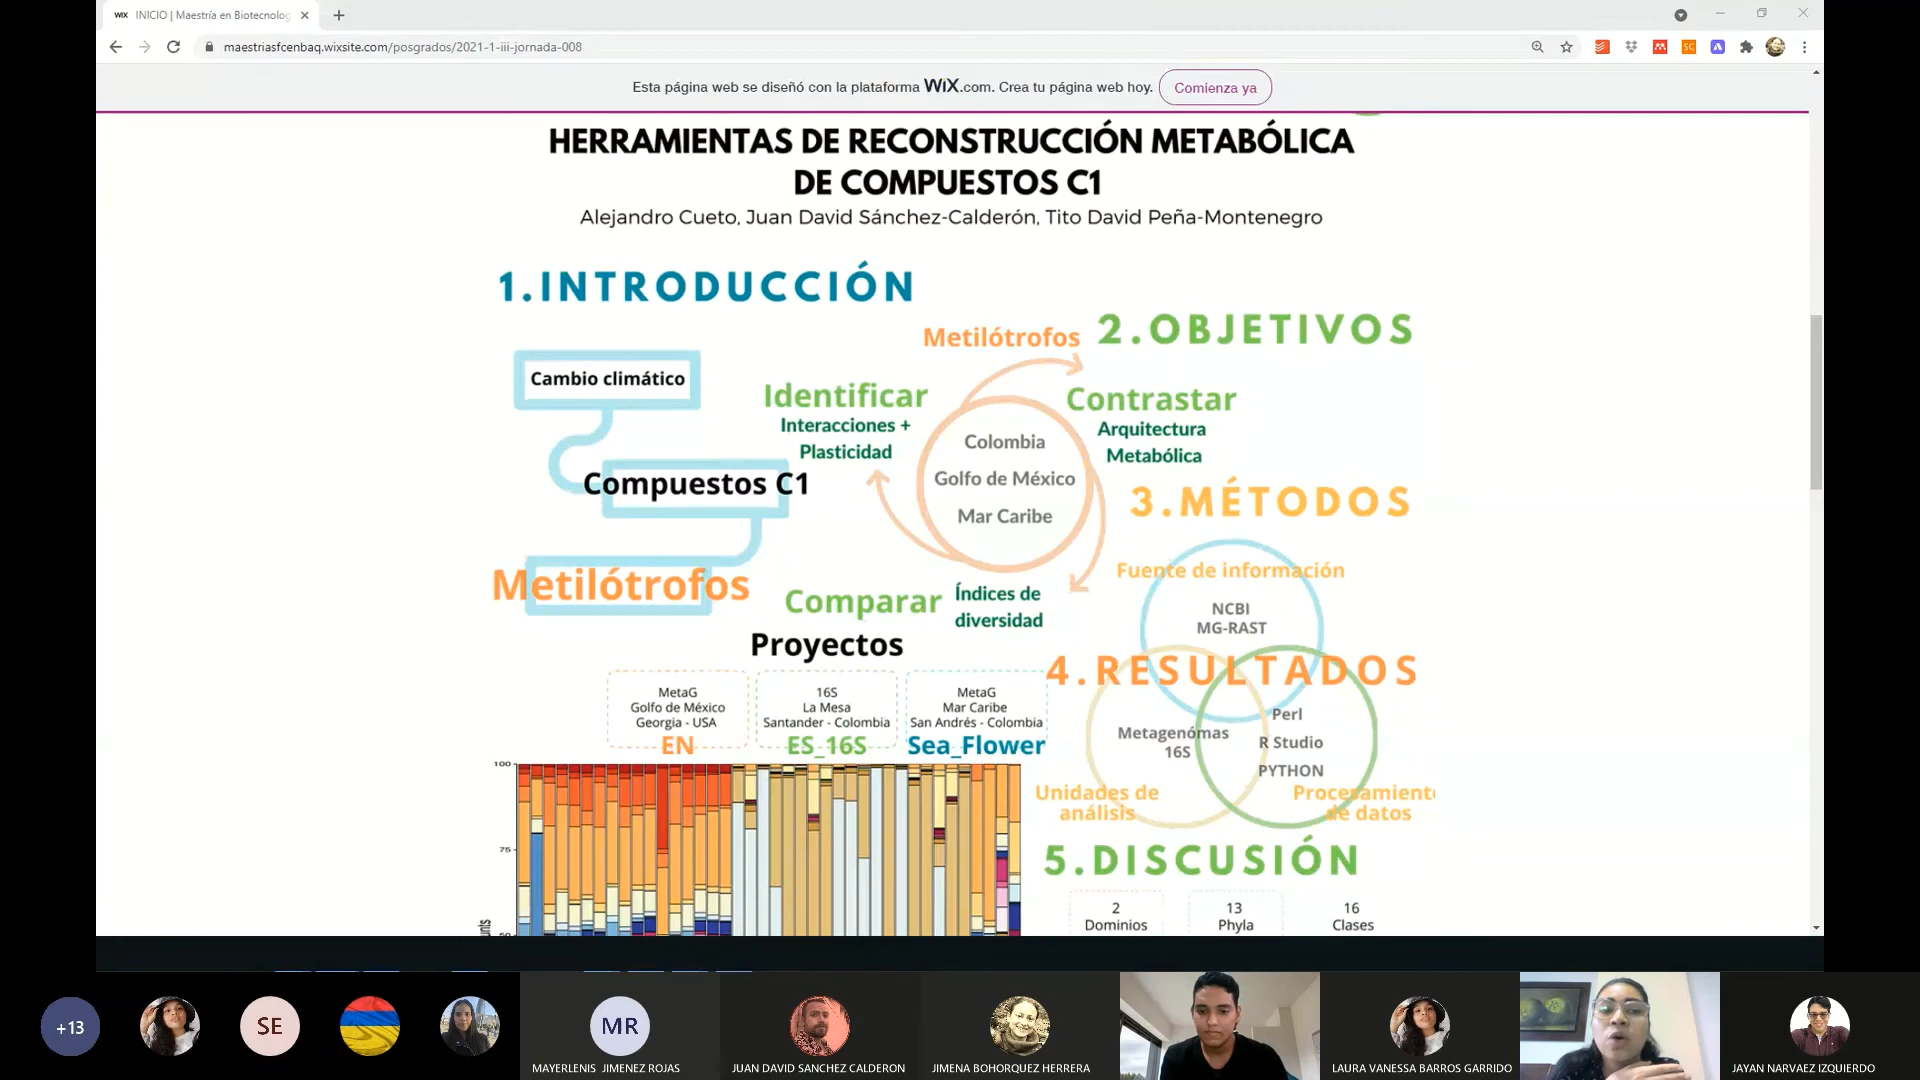 WIX INICIO | Maestría en Biotecnolog
maestriasfcenbaq.wixsite.com/posgrados/2021-1-iii-jornada-008
Esta página web se diseñó con la plataforma WiX.com. Crea tu página web hoy. Comienza ya
HERRAMIENTAS DE RECONSTRUCCIÓN METABÓLICA
DE COMPUESTOS C1
Alejandro Cueto, Juan David Sánchez-Calderón, Tito David Peña-Montenegro
1.INTRODUCCIÓN
Cambio climático
Compuestos C1
Metilótrofos
2.OBJETIVOS
Metilótrofos
Identificar
Interacciones +
Plasticidad
Contrastar
Arquitectura
Metabólica
Colombia
Golfo de México
Mar Caribe
Comparar
Índices de
diversidad
3.MÉTODOS
Fuente de información
NCBI
MG-RAST
Metagenómas
16S
Perl
R Studio
PYTHON
Unidades de
análisis
Procesamient
de datos
Proyectos
MetaG
Golfo de México
Georgia - USA
EN
16S
La Mesa
Santander - Colombia
ES_16S
MetaG
Mar Caribe
San Andrés - Colombia
Sea_Flower
4.RESULTADOS
100
75
unts
5.DISCUSIÓN
2
Dominios
13
Phyla
16
Clases
+13
SE
MR
MAYERLENIS JIMENEZ ROJAS
JUAN DAVID SANCHEZ CALDERON
JIMENA BOHORQUEZ HERRERA
LAURA VANESSA BARROS GARRIDO
JAYAN NARVAEZ IZQUIERDO